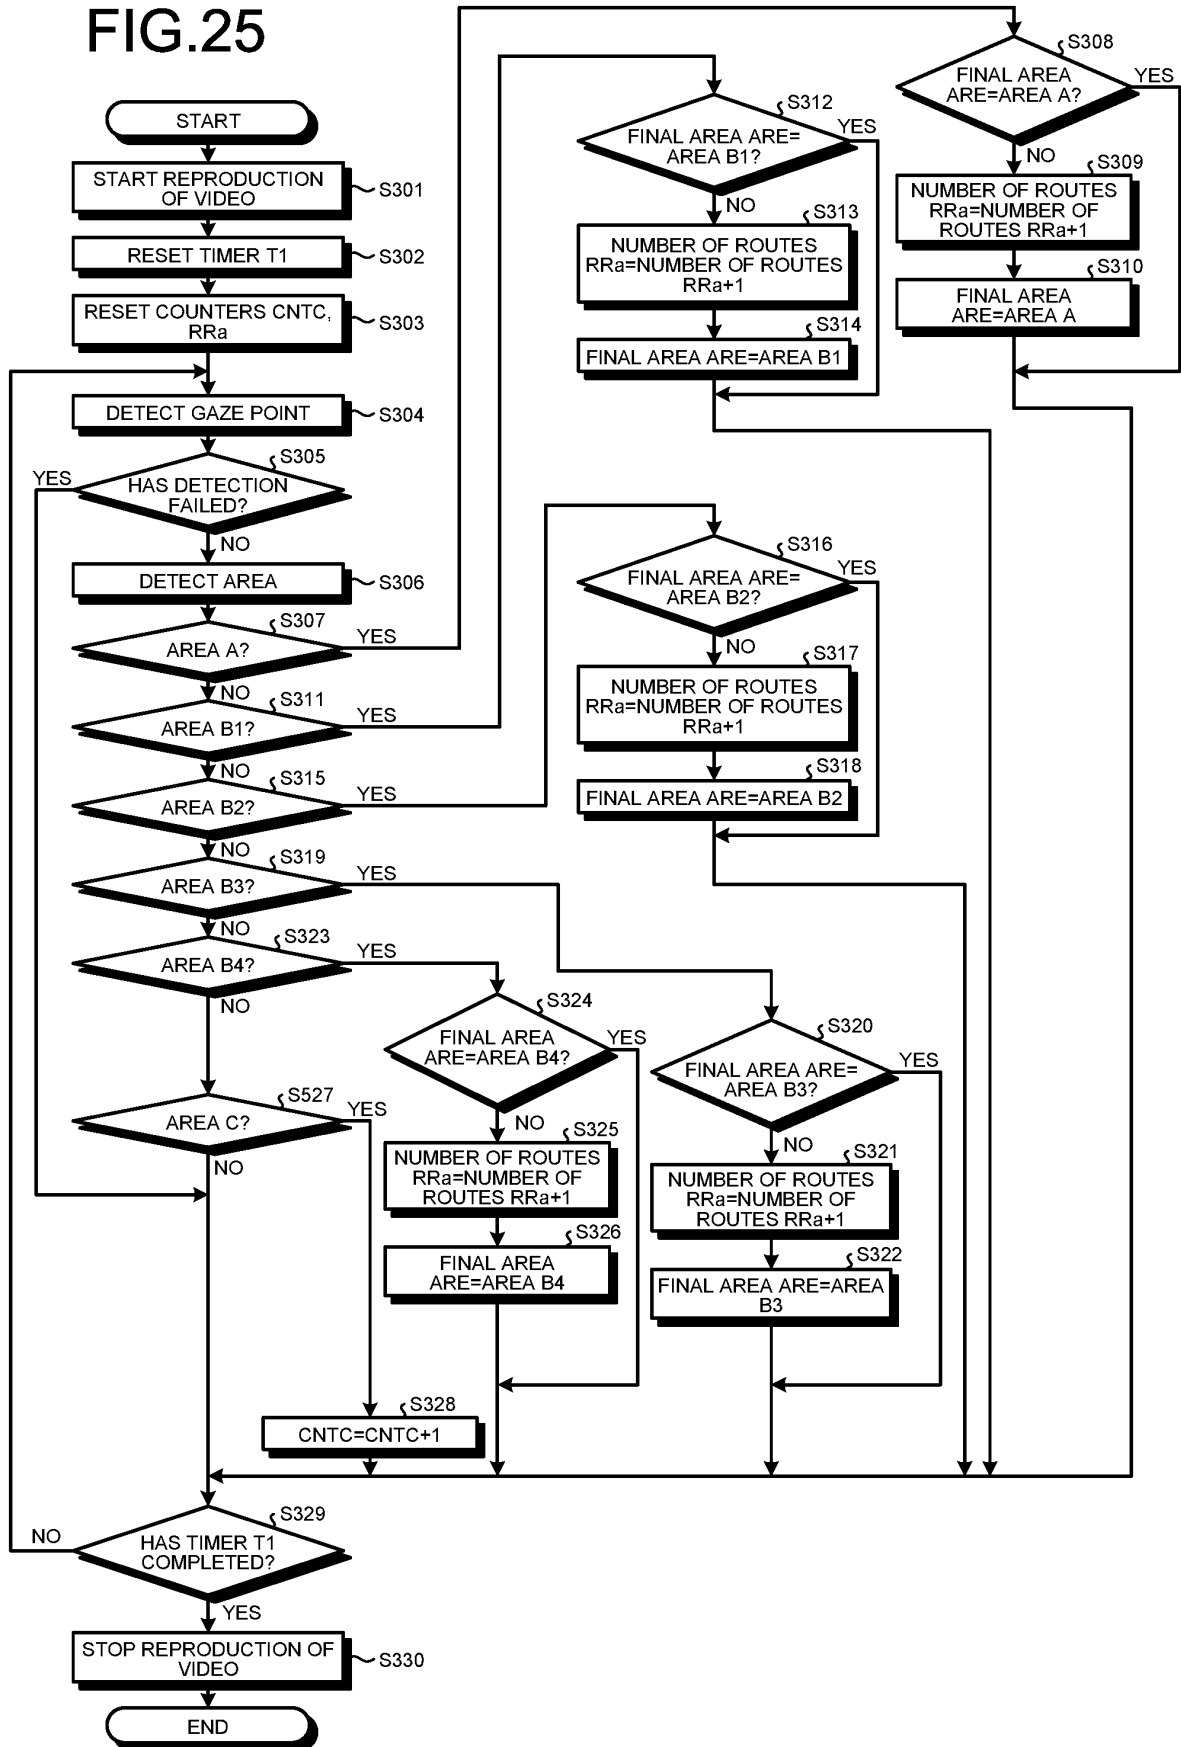 FIG.25
START
START REPRODUCTION
OF VIDEO
S301
RESET TIMER T1
S302
RESET COUNTERS CNTC,
RRa
S303
DETECT GAZE POINT
S304
S305
YES
HAS DETECTION
FAILED?
NO
DETECT AREA
S306
S307
AREA A?
YES
NO
S308
FINAL AREA
ARE=AREA A?
YES
NO
S309
NUMBER OF ROUTES
RRa=NUMBER OF
ROUTES RRa+1
S310
FINAL AREA
ARE=AREA A
S311
AREA B1?
YES
NO
S312
FINAL AREA ARE=
AREA B1?
YES
NO
S313
NUMBER OF ROUTES
RRa=NUMBER OF ROUTES
RRa+1
S314
FINAL AREA ARE=AREA B1
S315
AREA B2?
YES
NO
S316
FINAL AREA ARE=
AREA B2?
YES
NO
S317
NUMBER OF ROUTES
RRa=NUMBER OF ROUTES
RRa+1
S318
FINAL AREA ARE=AREA B2
S319
AREA B3?
YES
NO
S320
FINAL AREA ARE=
AREA B3?
YES
NO
S321
NUMBER OF ROUTES
RRa=NUMBER OF
ROUTES RRa+1
S322
FINAL AREA ARE=AREA
B3
S323
AREA B4?
YES
NO
S324
FINAL AREA
ARE=AREA B4?
YES
NO
S325
NUMBER OF ROUTES
RRa=NUMBER OF
ROUTES RRa+1
S326
FINAL AREA
ARE=AREA B4
S527
AREA C?
YES
NO
S328
CNTC=CNTC+1
S329
NO
HAS TIMER T1
COMPLETED?
YES
STOP REPRODUCTION OF
VIDEO
S330
END